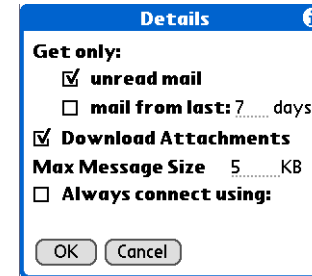 Details
Get only:
unread mail
mail from last: 7 days
Download Attachments
Max Message Size 5 KB
Always connect using:
OK Cancel